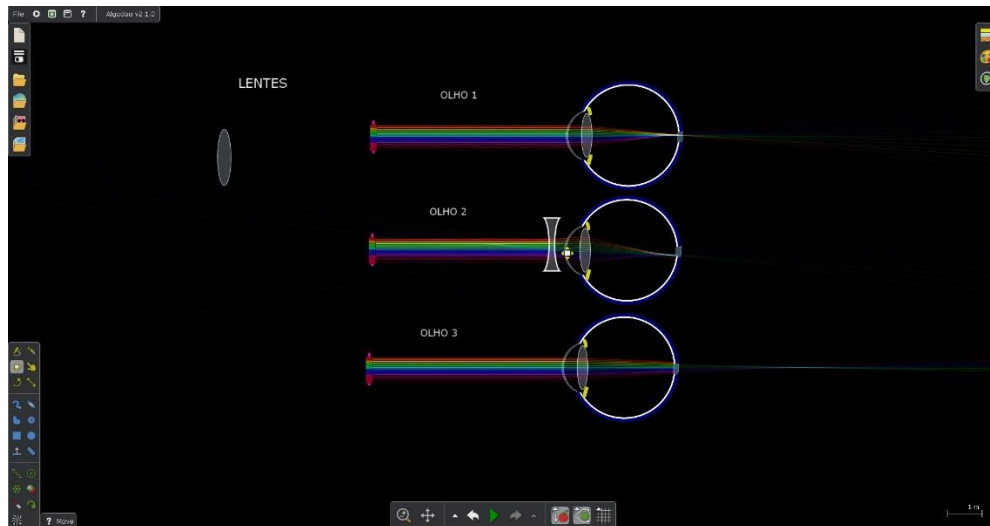 File ? Algodoo v2.1.0
LENTES
OLHO 1
OLHO 2
OLHO 3
? Move
1 m